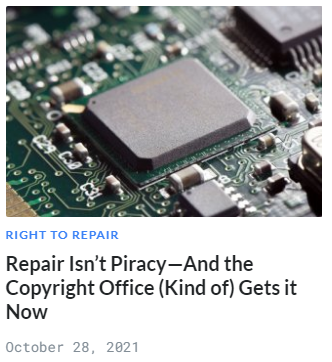 RIGHT TO REPAIR
Repair Isn’t Piracy—And the
Copyright Office (Kind of) Gets it
Now
October 28, 2021